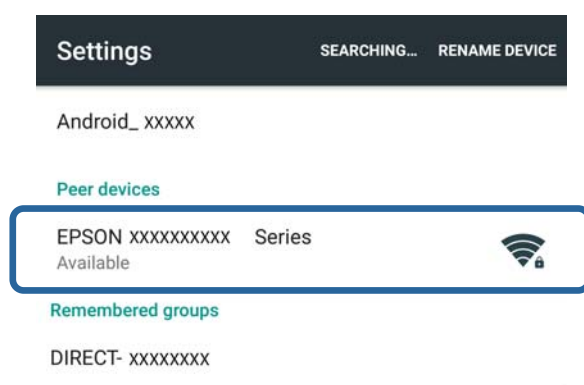 Settings SEARCHING... RENAME DEVICE
Android_ xxxxx
Peer devices
EPSON xxxxxxxxxx Series
Available
Remembered groups
DIRECT- xxxxxxxx